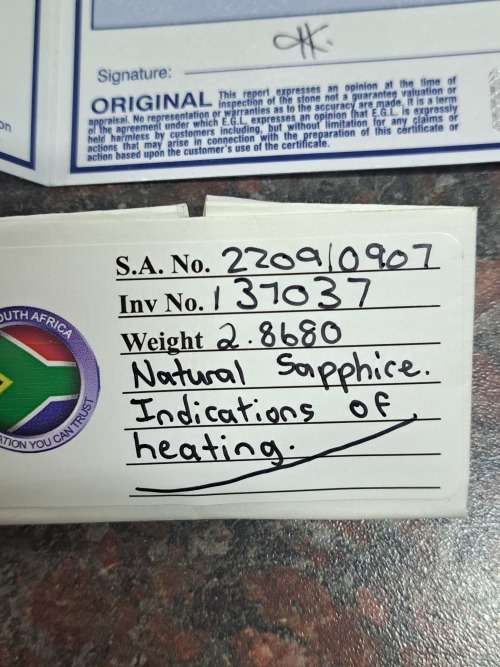 on
Signature:
ORIGINAL This report expresses an opinion at the time of
inspection of the stone not a guarantee valuation or
appraisal. No representation or warranties as to the accuracy are made. It is a term
of the agreement under which E.G.L. expresses an opinion that E.G.L. is expressly
held harmless by customers including, but without limitation for any claims or
actions that may arise in connection with the preparation of this certificate or
action based upon the customer's use of the certificate.
OUTH AFRICA
ATION YOU CAN TRUST
S.A. No. 220910907
Inv No. 137037
Weight 2.8680
Natural Sapphire.
Indications of
heating.